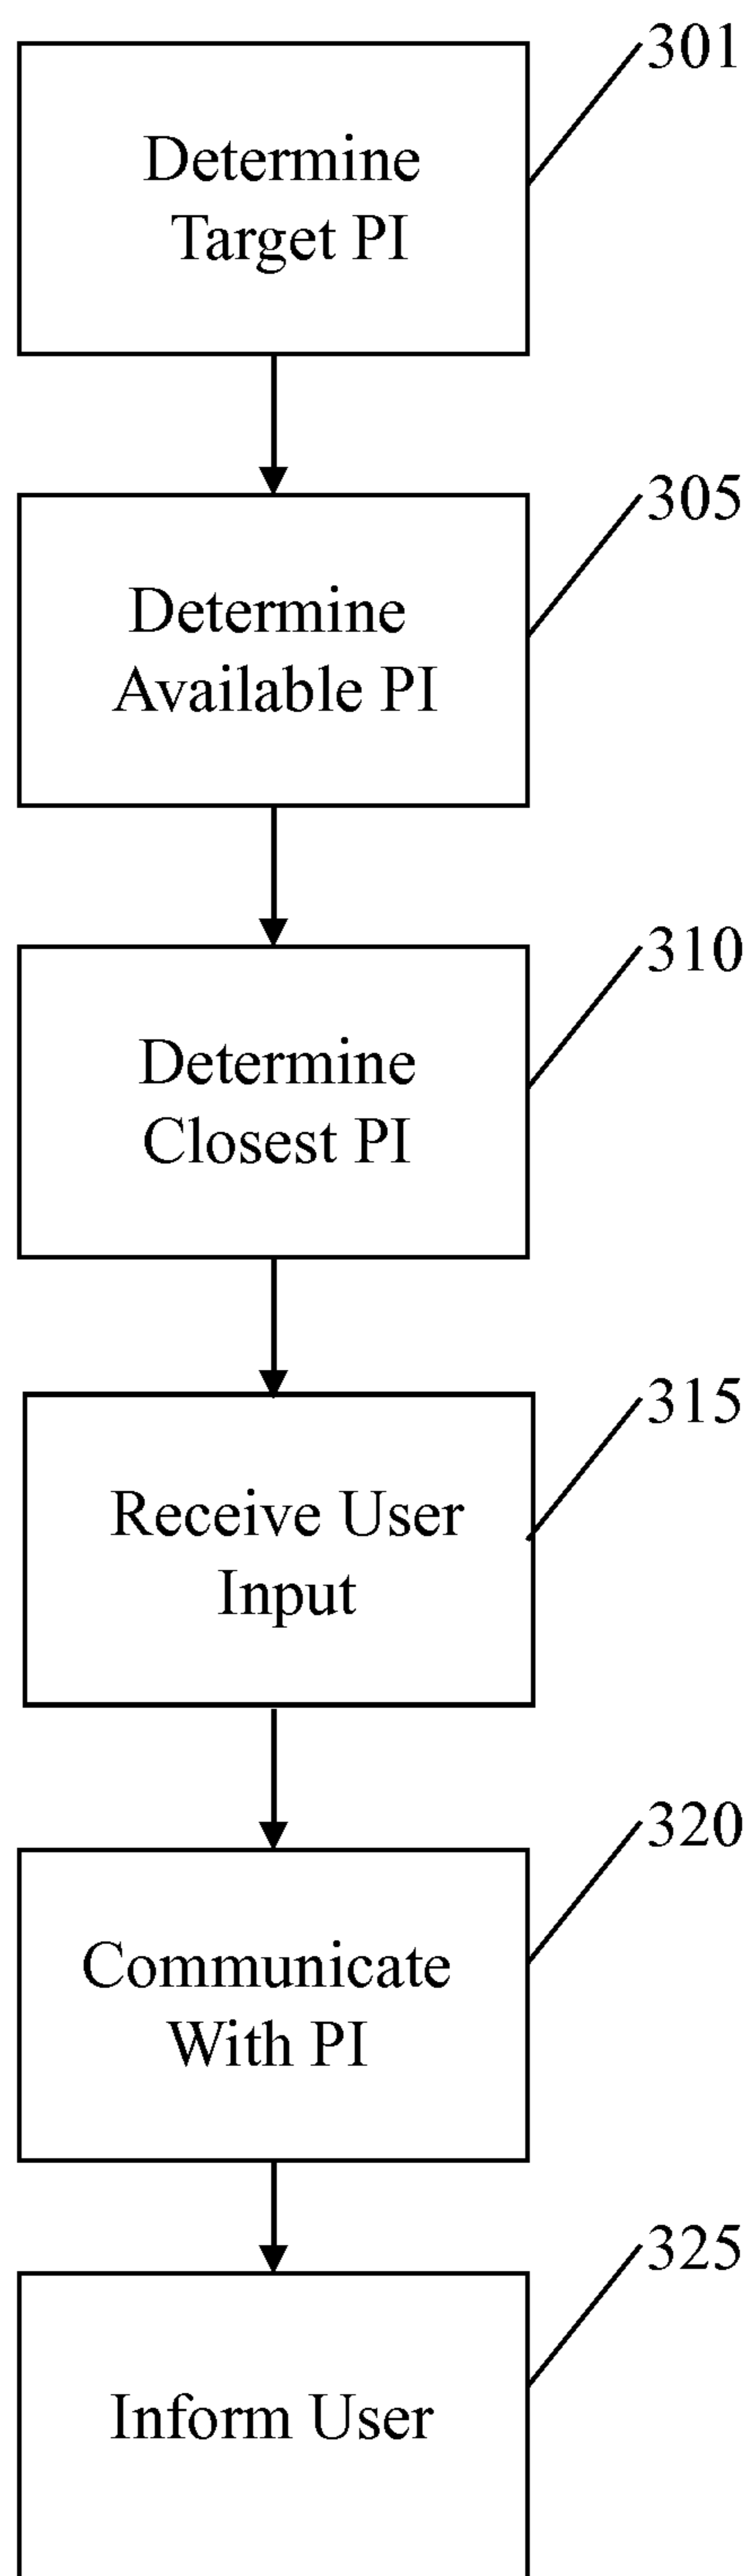 301
Determine
Target PI
305
Determine
Available PI
310
Determine
Closest PI
315
Receive User
Input
320
Communicate
With PI
325
Inform User